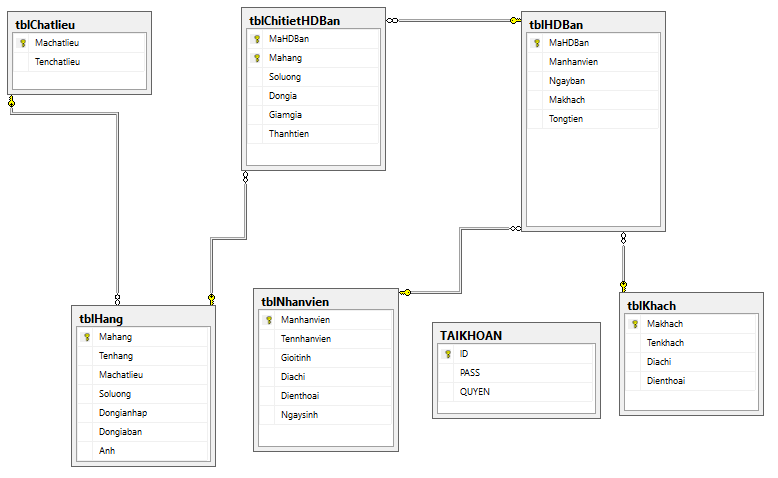 tblChatlieu
Machatlieu
Tenchatlieu
tblChitietHDBan
MaHDBan
Mahang
Soluong
Dongia
Giamgia
Thanhtien
tblHDBan
MaHDBan
Manhanvien
Ngayban
Makhach
Tongtien
tblHang
Mahang
Tenhang
Machatlieu
Soluong
Dongianhap
Dongiaban
Anh
tblNhanvien
Manhanvien
Tennhanvien
Gioitinh
Diachi
Dienthoai
Ngaysinh
TAIKHOAN
ID
PASS
QUYEN
tblKhach
Makhach
Tenkhach
Diachi
Dienthoai